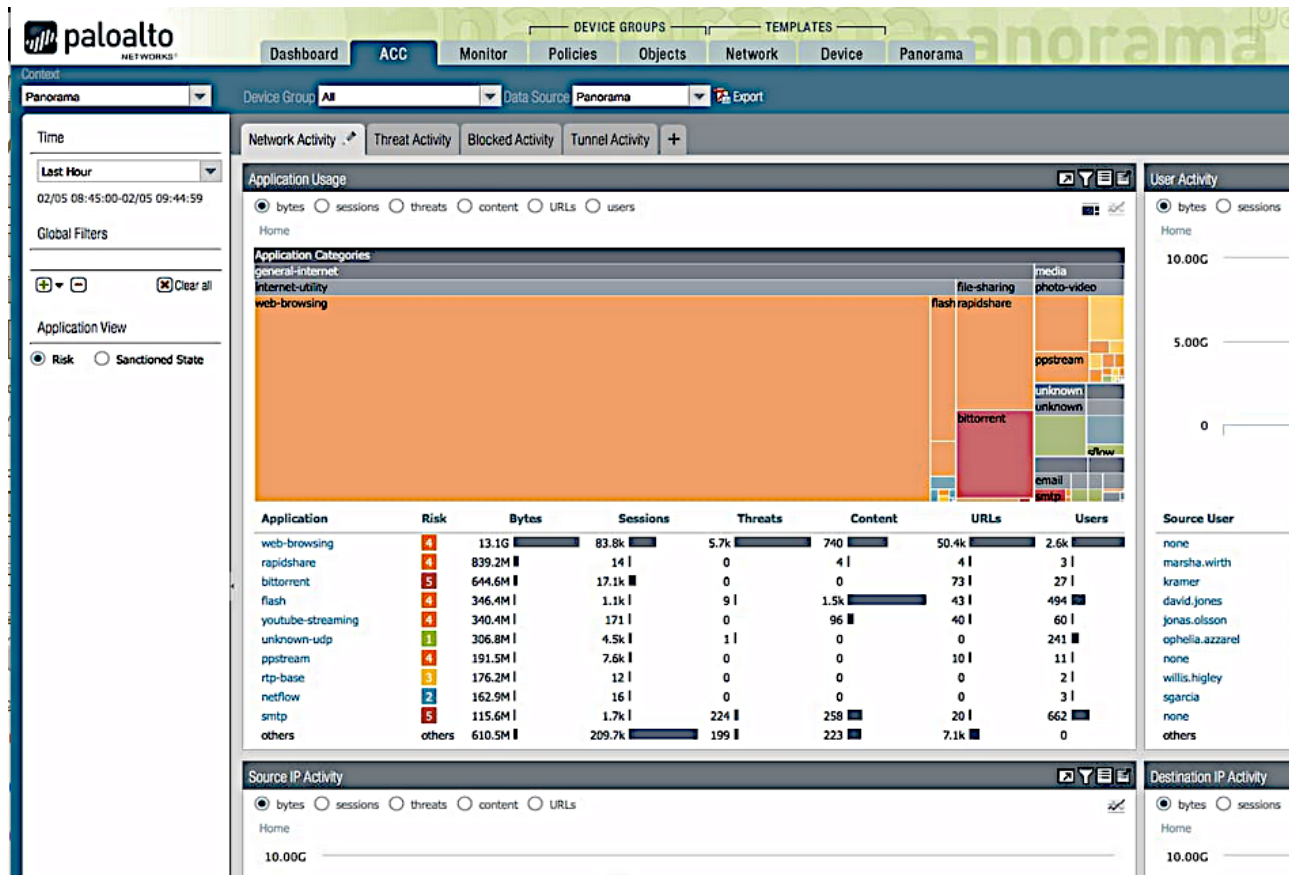 DEVICE GROUPS TEMPLATES
paloalto
NETWORKS
panorama
Dashboard ACC Monitor Policies Objects Network Device Panorama
Context
Panorama Device Group All Data Source Panorama Export
Time
Network Activity Threat Activity Blocked Activity Tunnel Activity +
Last Hour
02/05 08:45:00-02/05 09:44:59
Global Filters
Clear all
Application View
Risk Sanctioned State
Application Usage
bytes sessions threats content URLs users
Home
Application Categories
general-internet media
internet-utility file-sharing photo-video
web-browsing flash rapidshare
ppstream
unknown
unknown
bittorrent
sflow
email
smtp
Application Risk Bytes Sessions Threats Content URLs Users
web-browsing 4 13.1G 83.8k 5.7k 740 50.4k 2.6k
rapidshare 4 839.2M 14 0 4 4 3
bittorrent 5 644.6M 17.1k 0 0 73 27
flash 4 346.4M 1.1k 9 1.5k 43 494
youtube-streaming 4 340.4M 171 0 96 40 60
unknown-udp 1 306.8M 4.5k 1 0 0 241
ppstream 4 191.5M 7.6k 0 0 10 11
rtp-base 3 176.2M 12 0 0 0 2
netflow 2 162.9M 16 0 0 0 3
smtp 5 115.6M 1.7k 224 258 20 662
others others 610.5M 209.7k 199 223 7.1k 0
User Activity
bytes sessions
Home
10.00G
5.00G
0
Source User
none
marsha.wirth
kramer
david.jones
jonas.olsson
ophelia.azzarel
none
willis.higley
sgarcia
none
others
Source IP Activity
bytes sessions threats content URLs
Home
10.00G
Destination IP Activity
bytes sessions
Home
10.00G